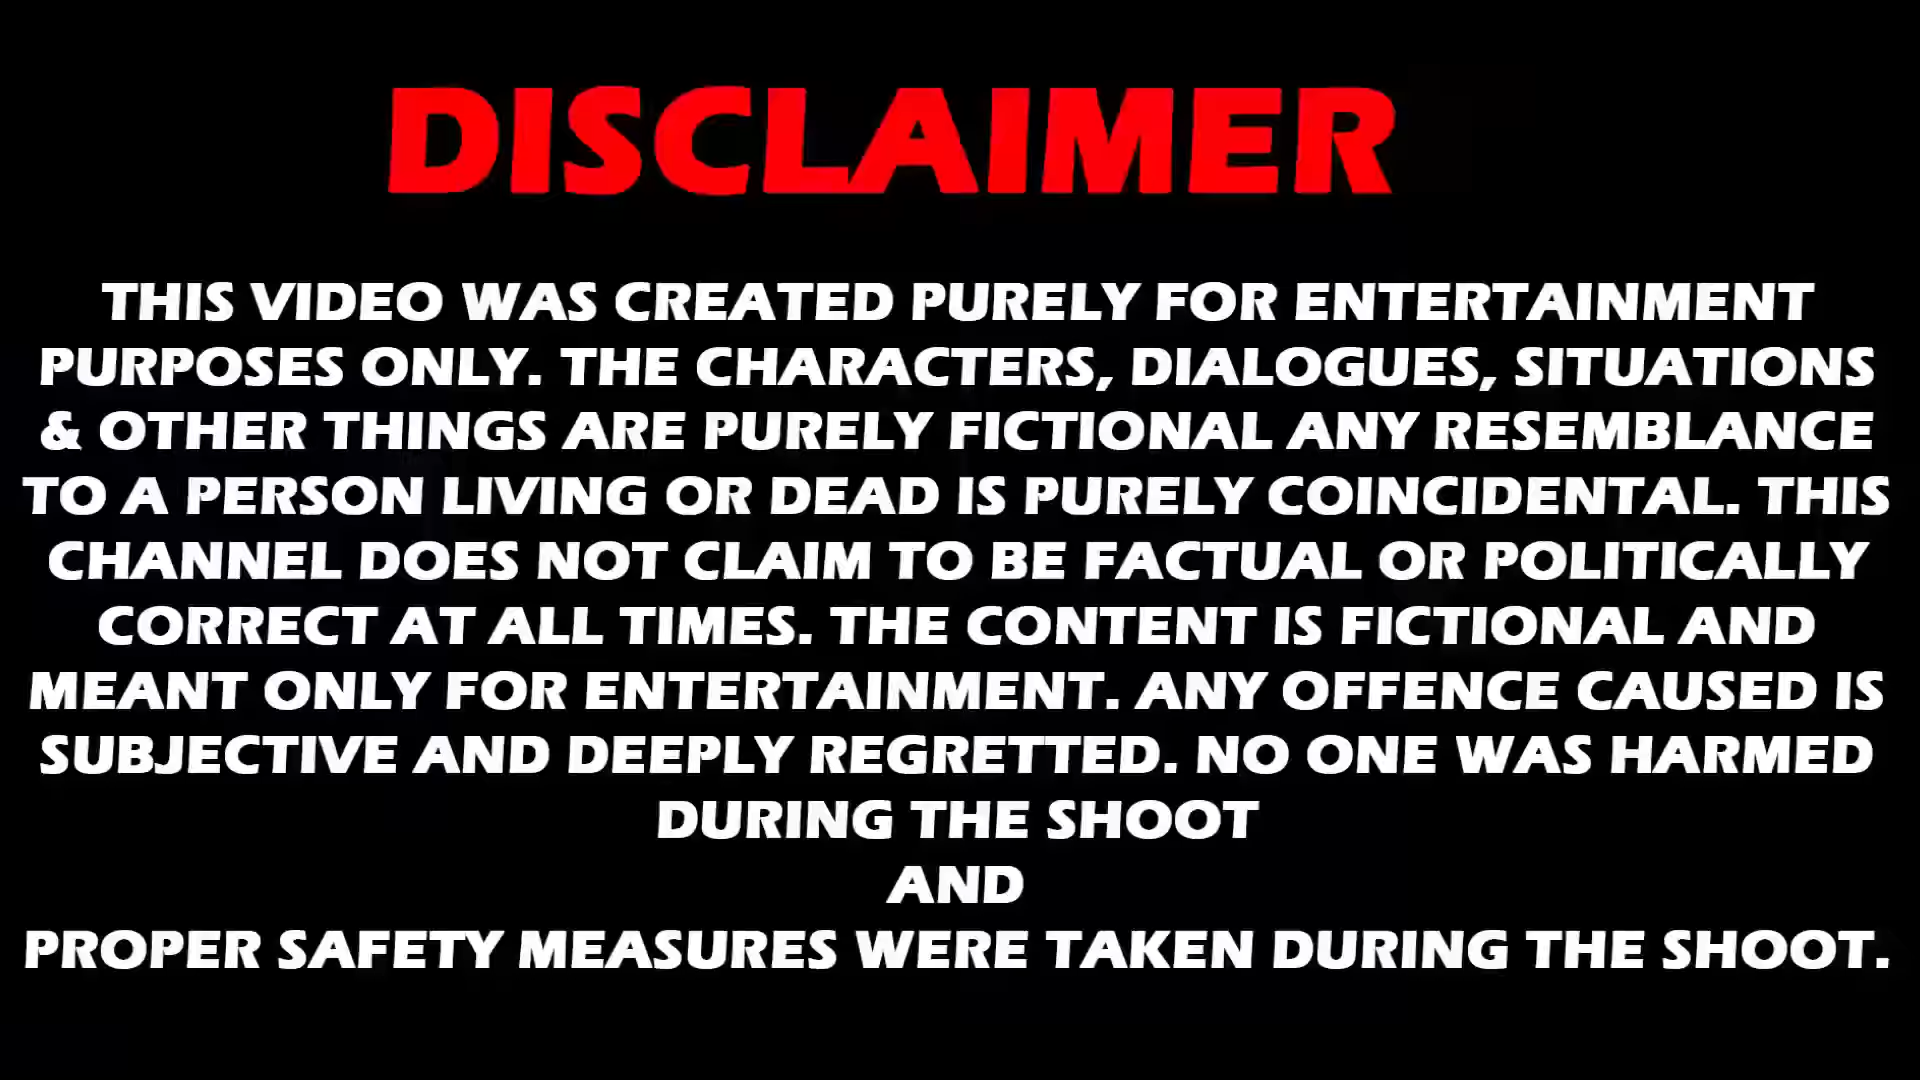 DISCLAIMER
THIS VIDEO WAS CREATED PURELY FOR ENTERTAINMENT
PURPOSES ONLY. THE CHARACTERS, DIALOGUES, SITUATIONS
& OTHER THINGS ARE PURELY FICTIONAL ANY RESEMBLANCE
TO A PERSON LIVING OR DEAD IS PURELY COINCIDENTAL. THIS
CHANNEL DOES NOT CLAIM TO BE FACTUAL OR POLITICALLY
CORRECT AT ALL TIMES. THE CONTENT IS FICTIONAL AND
MEANT ONLY FOR ENTERTAINMENT. ANY OFFENCE CAUSED IS
SUBJECTIVE AND DEEPLY REGRETTED. NO ONE WAS HARMED
DURING THE SHOOT
AND
PROPER SAFETY MEASURES WERE TAKEN DURING THE SHOOT.